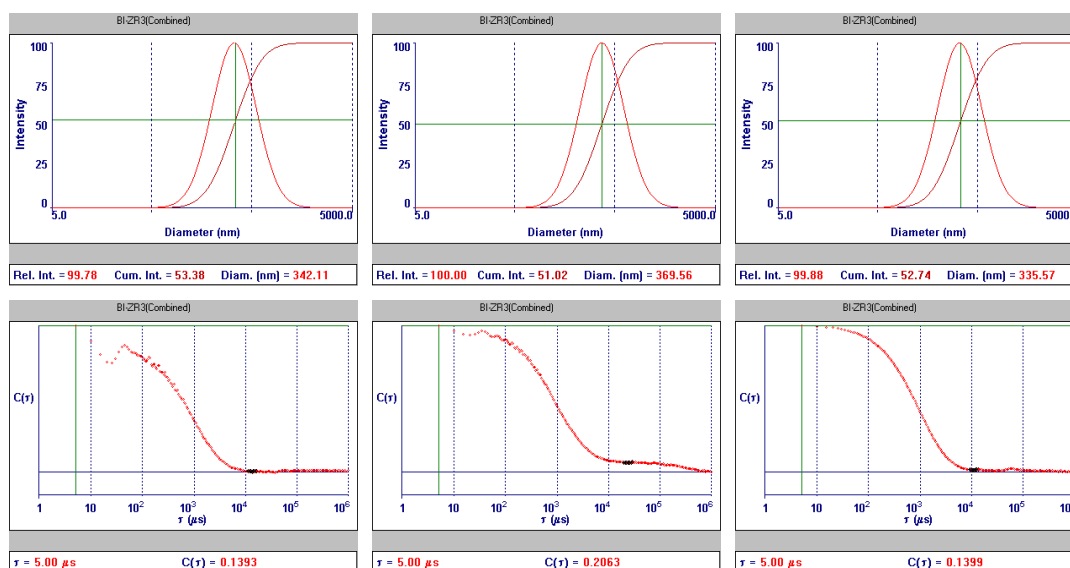 BI-ZR3(Combined)
100
75
50
25
0
Intensity
5.0
5000.0
Diameter (nm)
Rel. Int. = 99.78 Cum. Int. = 53.38 Diam. (nm) = 342.11
BI-ZR3(Combined)
100
75
50
25
0
Intensity
5.0
5000.0
Diameter (nm)
Rel. Int. = 100.00 Cum. Int. = 51.02 Diam. (nm) = 369.56
BI-ZR3(Combined)
100
75
50
25
0
Intensity
5.0
5000.0
Diameter (nm)
Rel. Int. = 99.88 Cum. Int. = 52.74 Diam. (nm) = 335.57
BI-ZR3(Combined)
C(τ)
1 10 10² 10³ 10⁴ 10⁵ 10⁶
τ (µs)
τ = 5.00 µs C(τ) = 0.1393
BI-ZR3(Combined)
C(τ)
1 10 10² 10³ 10⁴ 10⁵ 10⁶
τ (µs)
τ = 5.00 µs C(τ) = 0.2063
BI-ZR3(Combined)
C(τ)
1 10 10² 10³ 10⁴ 10⁵ 10⁶
τ (µs)
τ = 5.00 µs C(τ) = 0.1399